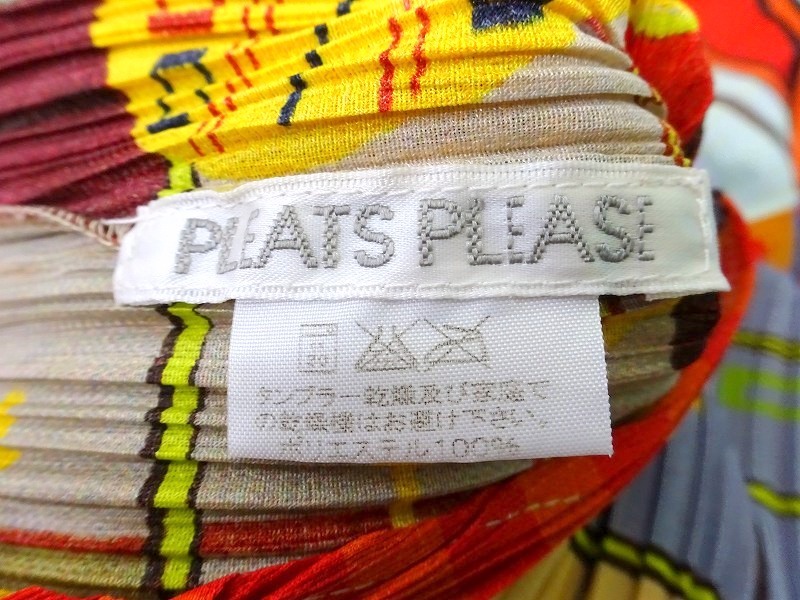 PLEATS PLEASE
タンブラー乾燥及び家庭で
の乾燥機はお避け下さい。
ポリエステル100%